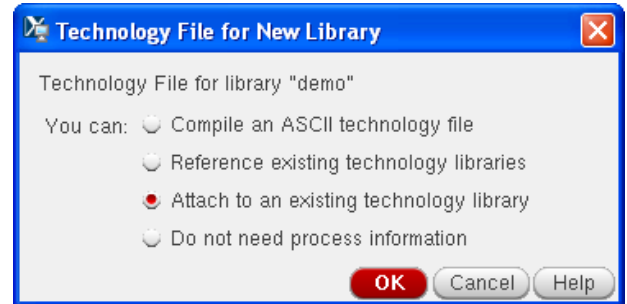 Technology File for New Library
Technology File for library "demo"
You can: Compile an ASCII technology file
Reference existing technology libraries
Attach to an existing technology library
Do not need process information
OK Cancel Help